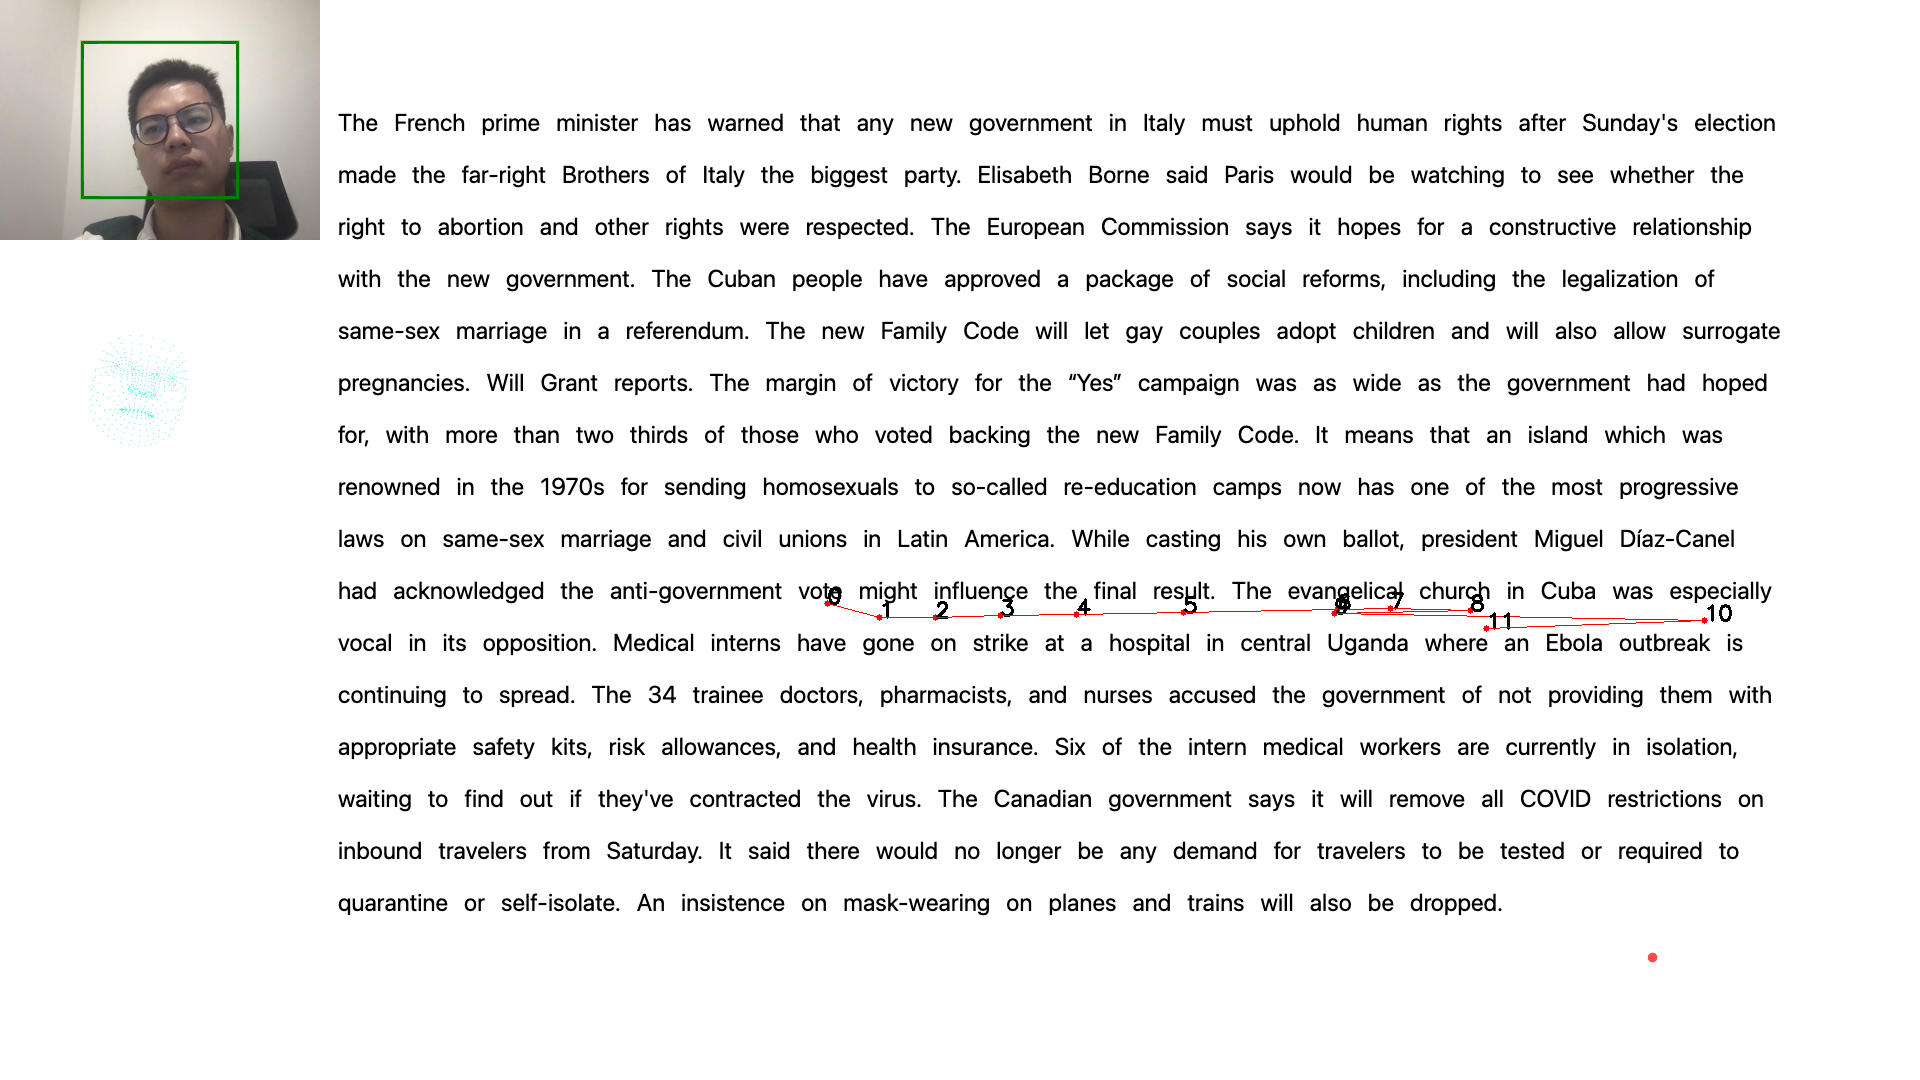 The French prime minister has warned that any new government in Italy must uphold human rights after Sunday's election
made the far-right Brothers of Italy the biggest party. Elisabeth Borne said Paris would be watching to see whether the
right to abortion and other rights were respected. The European Commission says it hopes for a constructive relationship
with the new government. The Cuban people have approved a package of social reforms, including the legalization of
same-sex marriage in a referendum. The new Family Code will let gay couples adopt children and will also allow surrogate
pregnancies. Will Grant reports. The margin of victory for the “Yes” campaign was as wide as the government had hoped
for, with more than two thirds of those who voted backing the new Family Code. It means that an island which was
renowned in the 1970s for sending homosexuals to so-called re-education camps now has one of the most progressive
laws on same-sex marriage and civil unions in Latin America. While casting his own ballot, president Miguel Díaz-Canel
had acknowledged the anti-government vote might influence the final result. The evangelical church in Cuba was especially
0 1 2 3 4 5 7 8 10 11
vocal in its opposition. Medical interns have gone on strike at a hospital in central Uganda where an Ebola outbreak is
continuing to spread. The 34 trainee doctors, pharmacists, and nurses accused the government of not providing them with
appropriate safety kits, risk allowances, and health insurance. Six of the intern medical workers are currently in isolation,
waiting to find out if they've contracted the virus. The Canadian government says it will remove all COVID restrictions on
inbound travelers from Saturday. It said there would no longer be any demand for travelers to be tested or required to
quarantine or self-isolate. An insistence on mask-wearing on planes and trains will also be dropped.